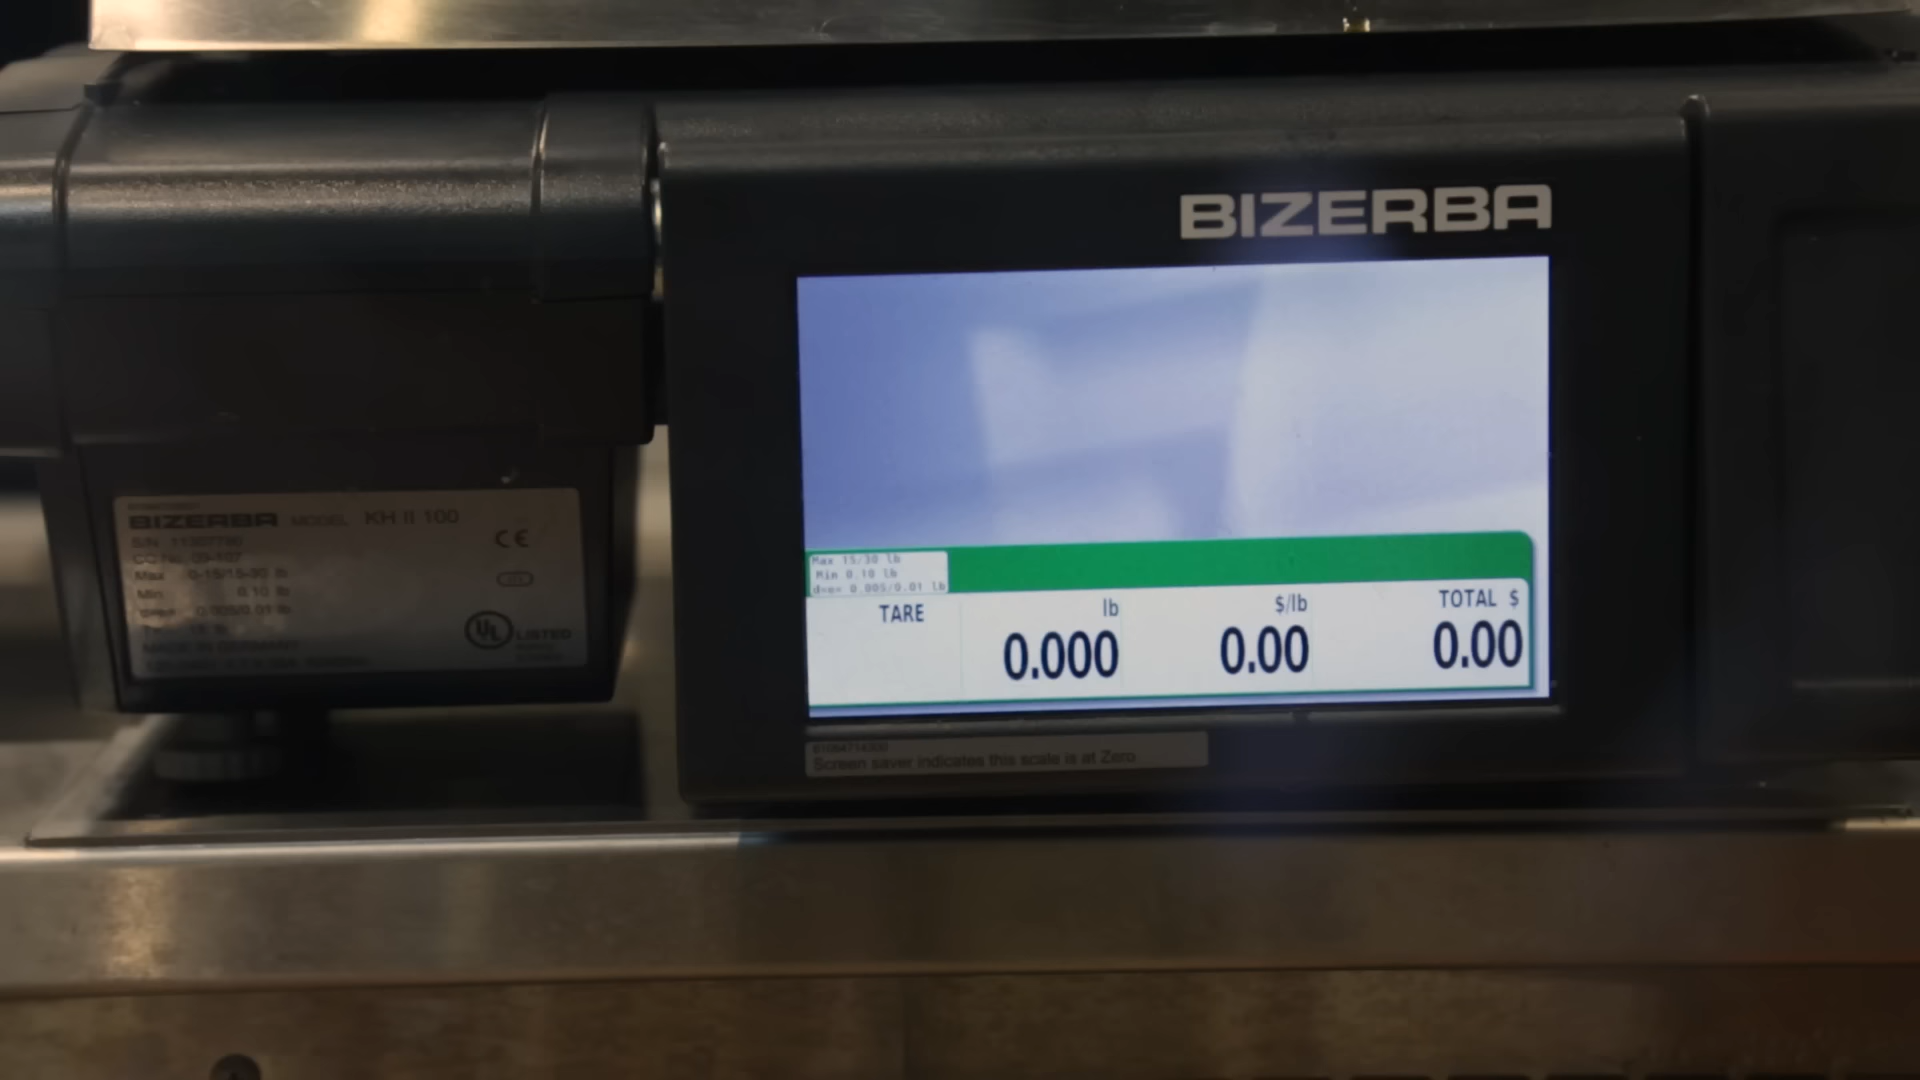 BIZERBA
BIZERBA MODEL KH II 100
CE
CC No. 09-107
Max 0-15/15-30 lb
Min 0.10 lb
d=e= 0.005/0.01 lb
MADE IN GERMANY
UL LISTED
Max 15/30 lb
Min 0.10 lb
d=e= 0.005/0.01 lb
TARE lb $/lb TOTAL $
0.000 0.00 0.00
Screen saver indicates this scale is at Zero